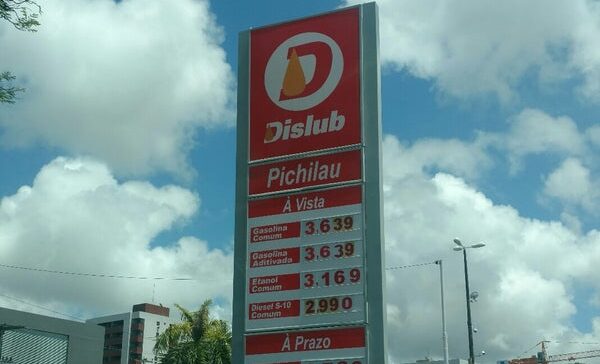 Dislub
Pichilau
À Vista
Gasolina Comum 3.639
Gasolina Aditivada 3.639
Etanol Comum 3.169
Diesel S-10 Comum 2.990
À Prazo